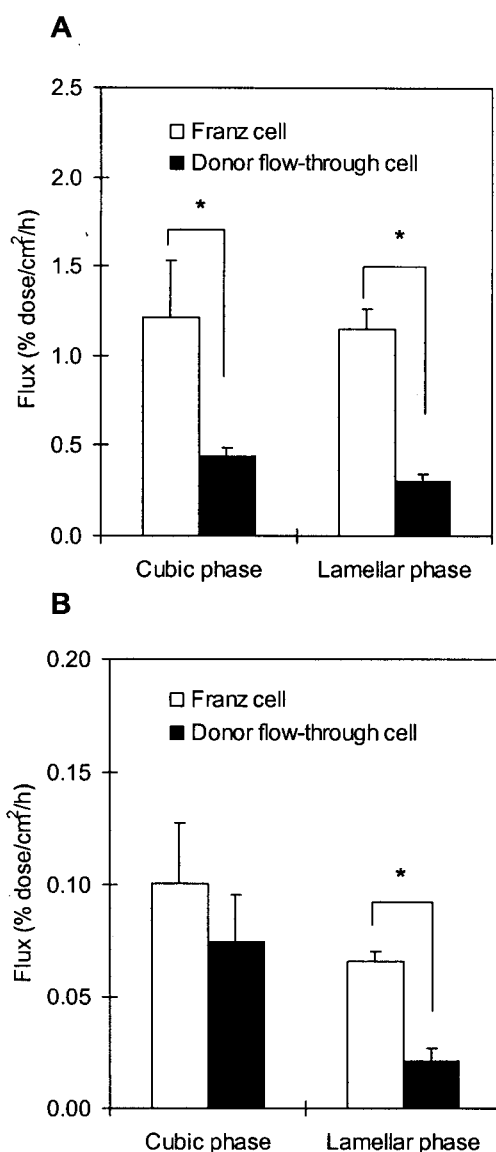 A
2.5
Franz cell
Donor flow-through cell
2.0
*
*
1.5
1.0
0.5
0.0
Flux (% dose/cm²/h)
Cubic phase Lamellar phase
B
0.20
Franz cell
Donor flow-through cell
0.15
*
0.10
0.05
0.00
Flux (% dose/cm²/h)
Cubic phase Lamellar phase